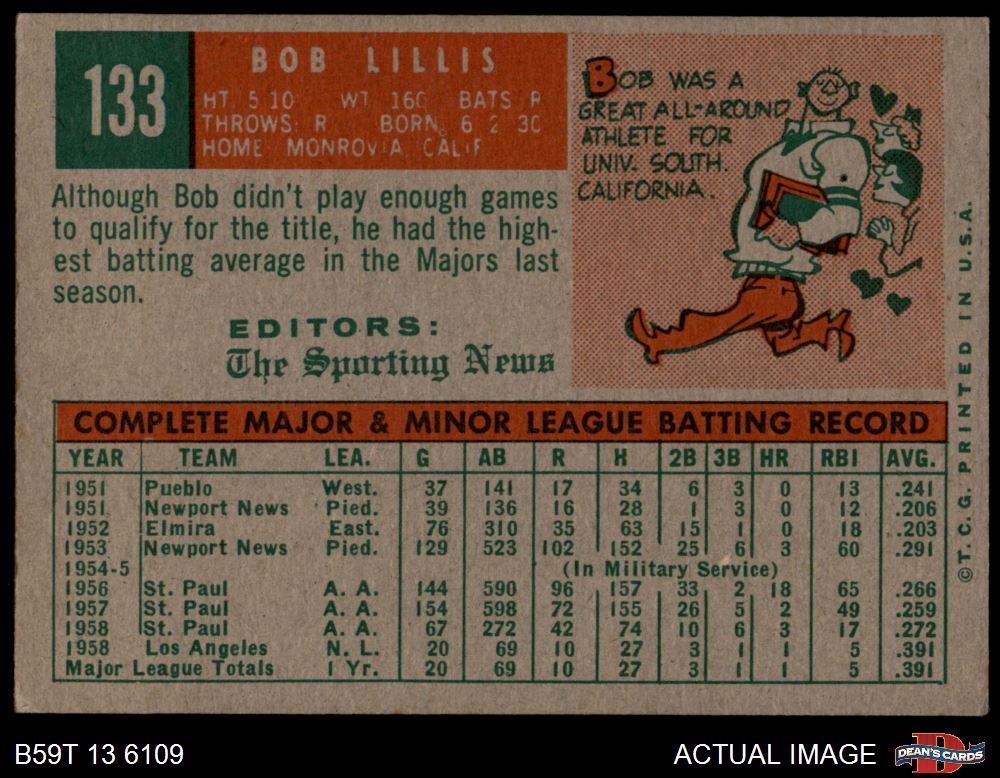 133
BOB LILLIS
HT. 5 10 WT 160 BATS R
THROWS: R BORN 6 2 30
HOME MONROVIA, CALIF
BOB WAS A
GREAT ALL-AROUND
ATHLETE FOR
UNIV. SOUTH.
CALIFORNIA.
Although Bob didn't play enough games
to qualify for the title, he had the high-
est batting average in the Majors last
season.
EDITORS:
The Sporting News
COMPLETE MAJOR & MINOR LEAGUE BATTING RECORD
YEAR TEAM LEA. G AB R H 2B 3B HR RBI AVG.
1951 Pueblo West. 37 141 17 34 6 3 0 13 .241
1951 Newport News Pied. 39 136 16 28 1 3 0 12 .206
1952 Elmira East. 76 310 35 63 15 1 0 18 .203
1953 Newport News Pied. 129 523 102 152 25 6 3 60 .291
1954-5 (In Military Service)
1956 St. Paul A. A. 144 590 96 157 33 2 18 65 .266
1957 St. Paul A. A. 154 598 72 155 26 5 2 49 .259
1958 St. Paul A. A. 67 272 42 74 10 6 3 17 .272
1958 Los Angeles N. L. 20 69 10 27 3 1 1 5 .391
Major League Totals 1 Yr. 20 69 10 27 3 1 1 5 .391
©T. C. G. PRINTED IN U.S.A.
B59T 13 6109
ACTUAL IMAGE
DEAN'S CARDS